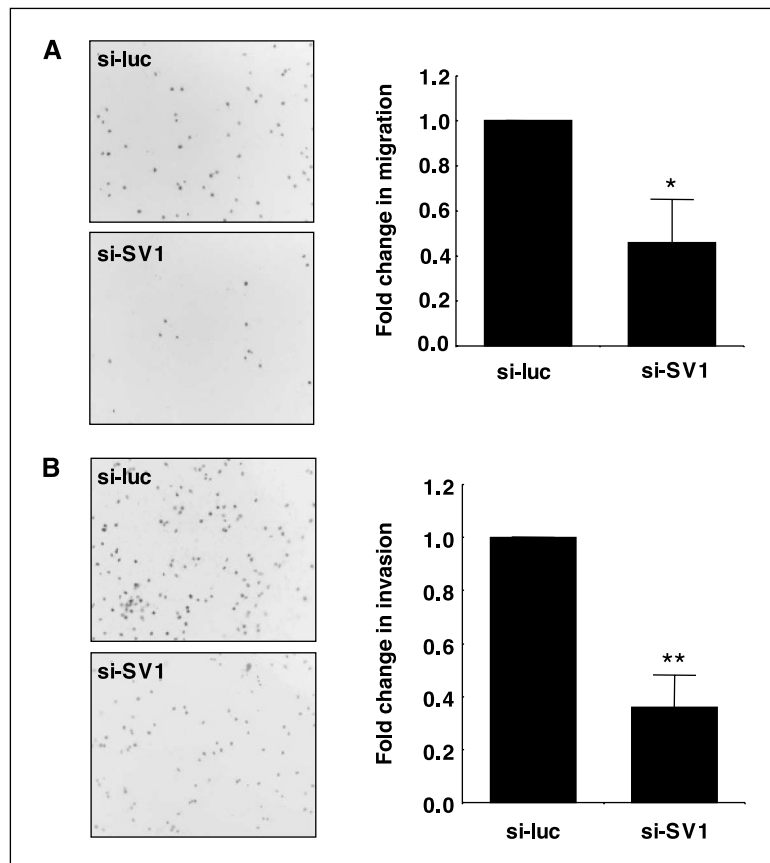 A
si-luc
si-SV1
Fold change in migration
1.2
1.0
0.8
0.6
0.4
0.2
0.0
*
si-luc
si-SV1
B
si-luc
si-SV1
Fold change in invasion
1.2
1.0
0.8
0.6
0.4
0.2
0.0
**
si-luc
si-SV1